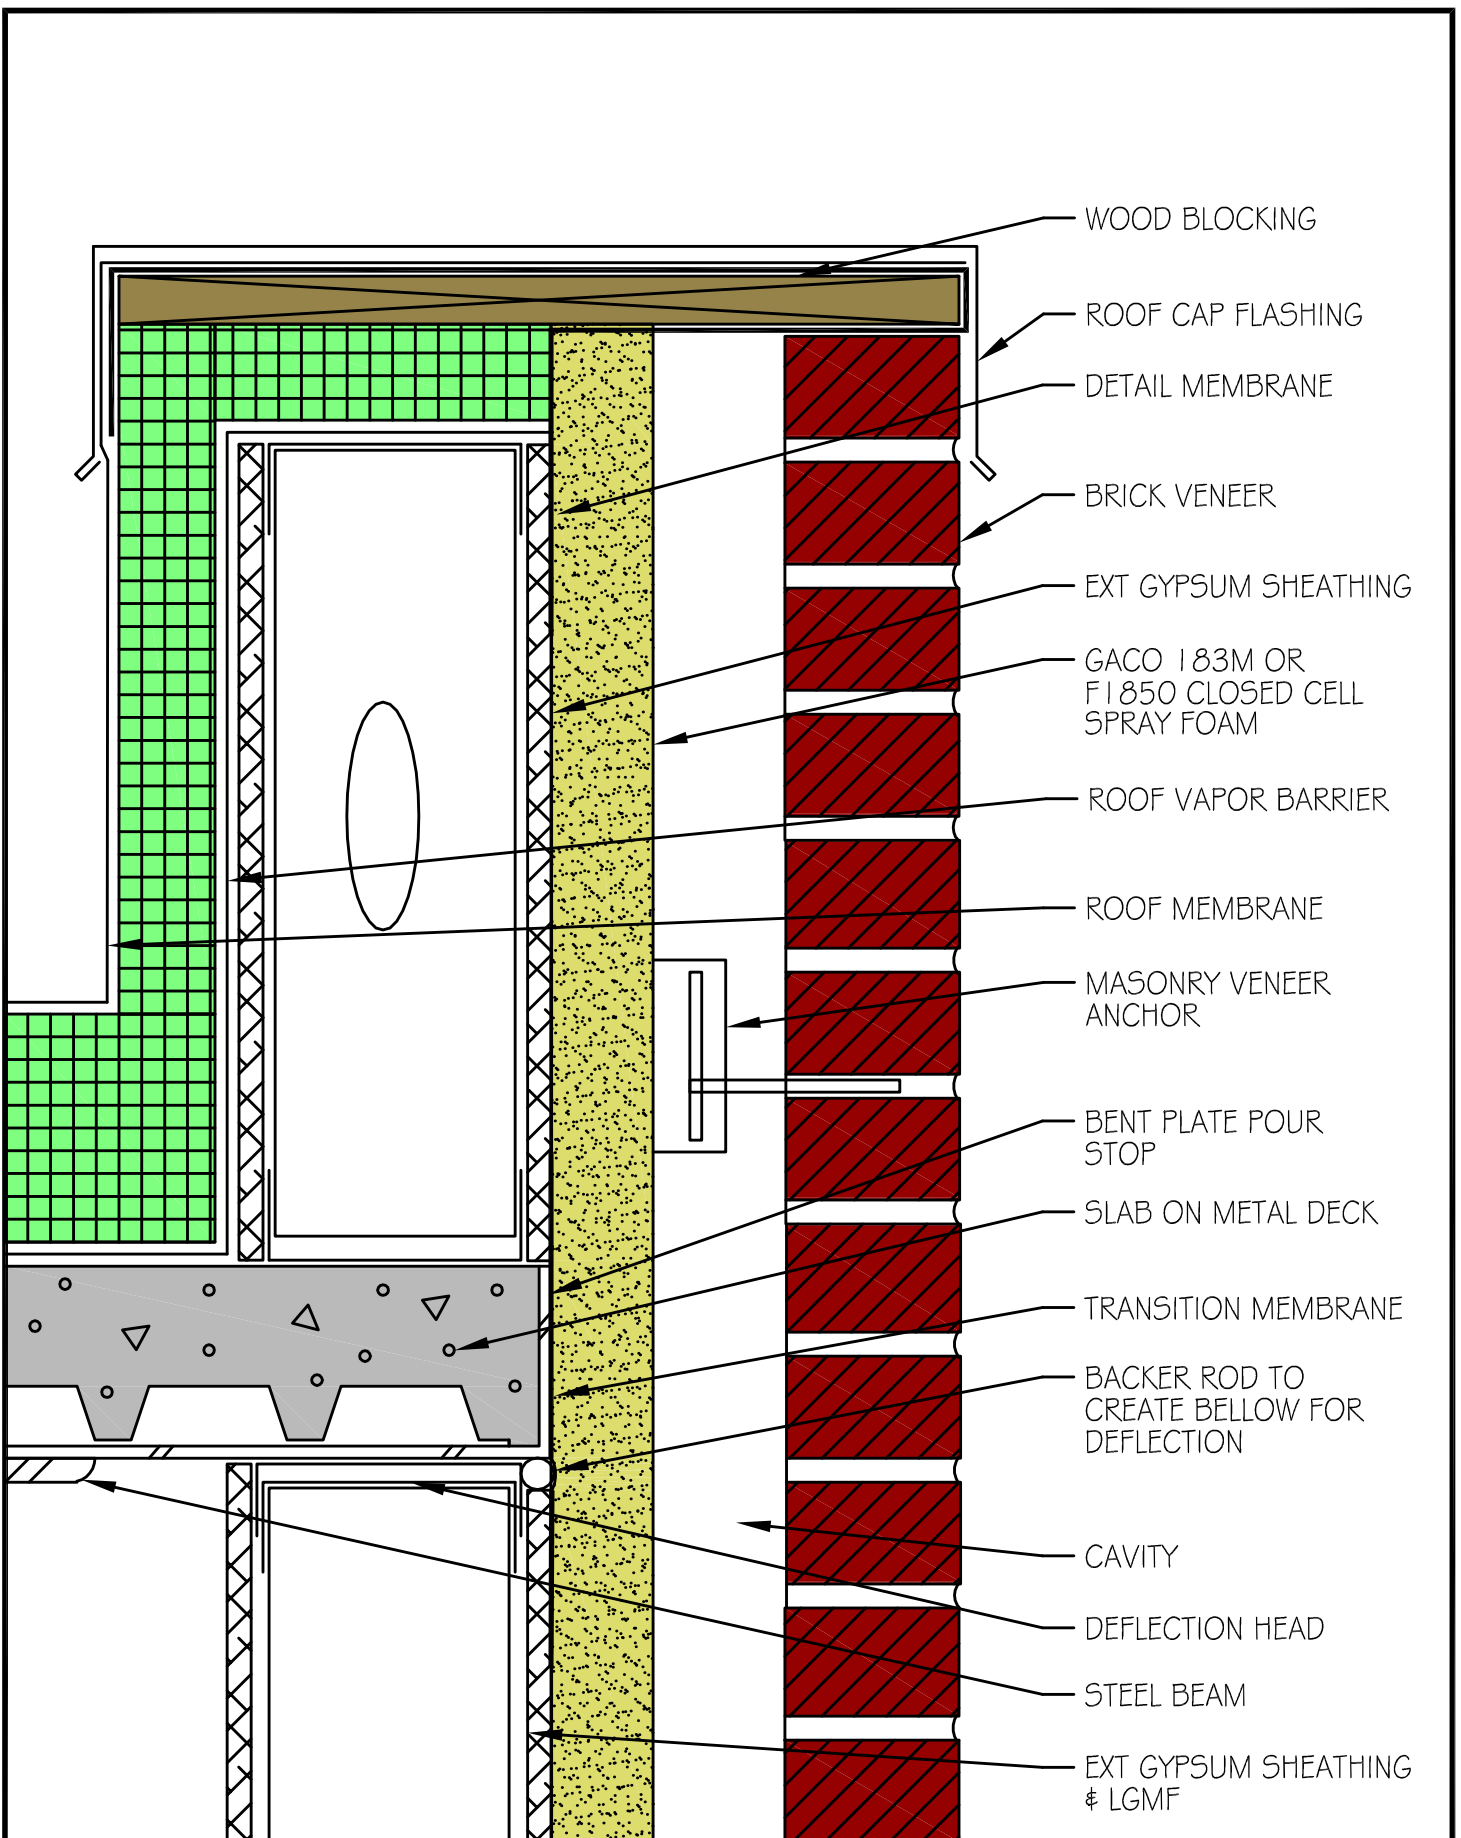 WOOD BLOCKING
ROOF CAP FLASHING
DETAIL MEMBRANE
BRICK VENEER
EXT GYPSUM SHEATHING
GACO 183M OR
F1850 CLOSED CELL
SPRAY FOAM
ROOF VAPOR BARRIER
ROOF MEMBRANE
MASONRY VENEER
ANCHOR
BENT PLATE POUR
STOP
SLAB ON METAL DECK
TRANSITION MEMBRANE
BACKER ROD TO
CREATE BELLOW FOR
DEFLECTION
CAVITY
DEFLECTION HEAD
STEEL BEAM
EXT GYPSUM SHEATHING
& LGMF